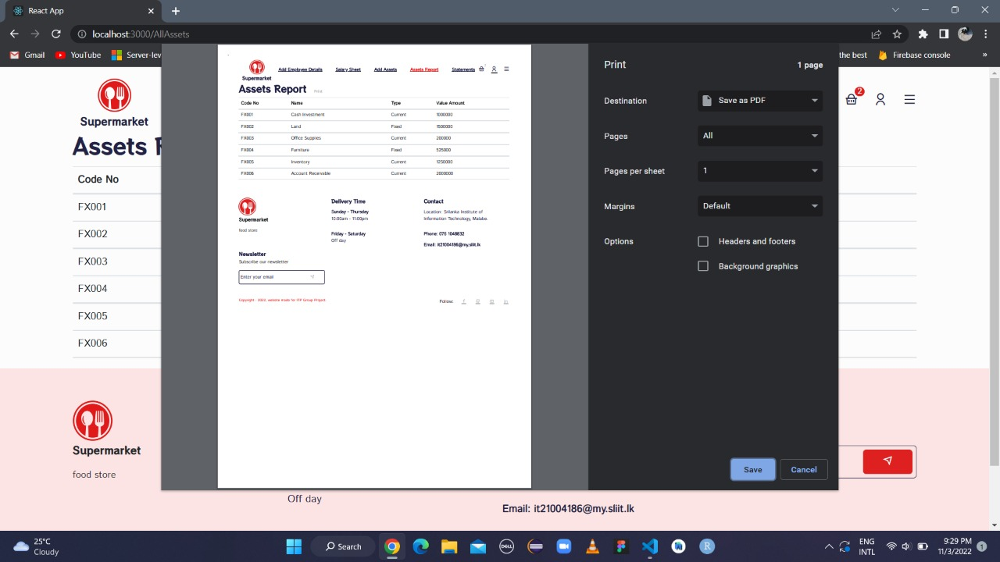 React App
localhost:3000/AllAssets
Gmail
YouTube
Server-lev
Firebase code
»
2
Supermarket
Assets R
Code No
FX001
FX002
FX003
FX004
FX005
FX006
Supermarket
food store
Off day
Email: it21004186@my.sliit.lk
Supermarket
Add Employee Details
Salary Sheet
Add Assets
Assets Report
Statements
Assets Report
Print
Code No Name Type Value Amount
FX001 Cash Investment Current 1000000
FX002 Land Fixed 1500000
FX003 Office Supplies Current 200000
FX004 Furniture Fixed 525000
FX005 Inventory Current 1250000
FX006 Account Receivable Current 2000000
Supermarket
food store
Delivery Time
Sunday - Thursday
10:00am - 11:00pm
Friday - Saturday
Off day
Contact
Location: Srilanka Institute of
Information Technology, Malabe.
Phone: 076 1048832
Email: it21004186@my.sliit.lk
Newsletter
Subscribe our newsletter
Enter your email
Copyright - 2022. website made for ITP Group Project.
Follow:
Print
1 page
Destination
Save as PDF
Pages
All
Pages per sheet
1
Margins
Default
Options
Headers and footers
Background graphics
Save
Cancel
25°C
Cloudy
Search
DELL
R
ENG
INTL
9:29 PM
11/3/2022
1